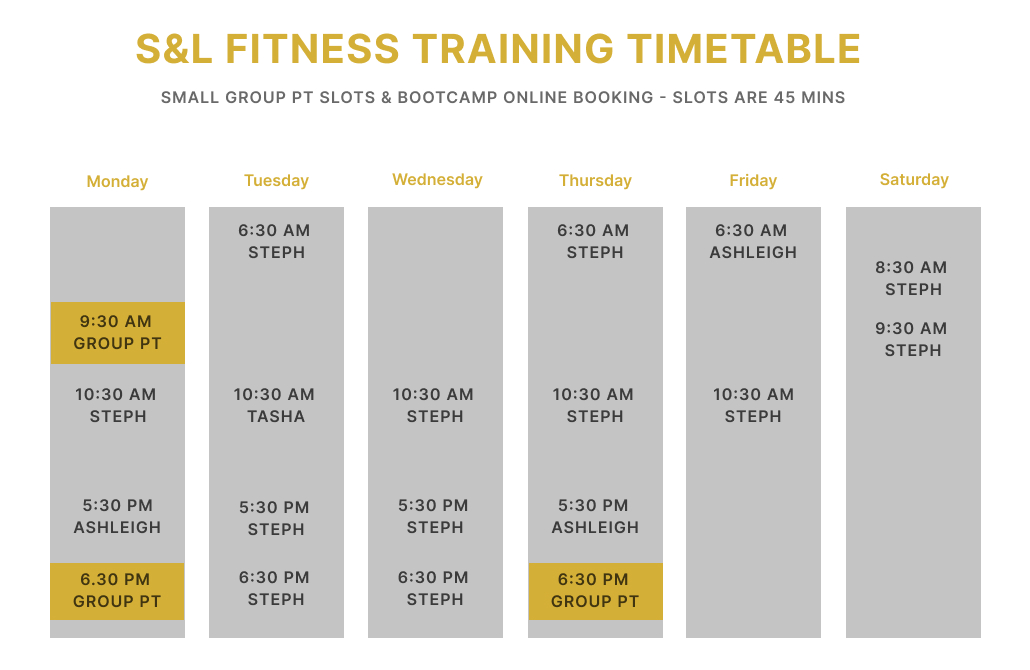 S&L FITNESS TRAINING TIMETABLE
SMALL GROUP PT SLOTS & BOOTCAMP ONLINE BOOKING - SLOTS ARE 45 MINS
Monday
9:30 AM
GROUP PT
10:30 AM
STEPH
5:30 PM
ASHLEIGH
6.30 PM
GROUP PT
Tuesday
6:30 AM
STEPH
10:30 AM
TASHA
5:30 PM
STEPH
6:30 PM
STEPH
Wednesday
10:30 AM
STEPH
5:30 PM
STEPH
6:30 PM
STEPH
Thursday
6:30 AM
STEPH
10:30 AM
STEPH
5:30 PM
ASHLEIGH
6:30 PM
GROUP PT
Friday
6:30 AM
ASHLEIGH
10:30 AM
STEPH
Saturday
8:30 AM
STEPH
9:30 AM
STEPH